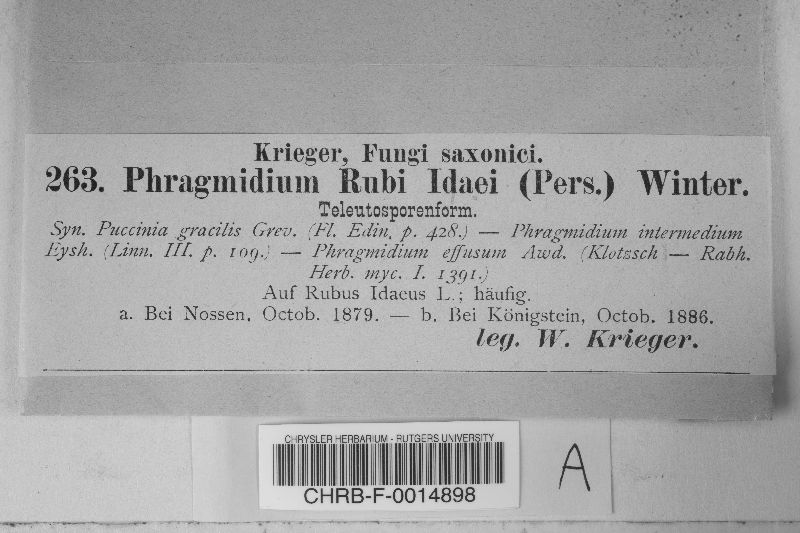 Krieger, Fungi saxonici.
263. Phragmidium Rubi Idaei (Pers.) Winter.
Teleutosporenform.
Syn. Puccinia gracilis Grev. (Fl. Edin. p. 428.) — Phragmidium intermedium
Eysh. (Linn. III. p. 109.) — Phragmidium effusum Awd. (Klotzsch — Rabh.
Herb. myc. I. 1391.)
Auf Rubus Idaeus L.; häufig.
a. Bei Nossen, Octob. 1879. — b. Bei Königstein, Octob. 1886.
leg. W. Krieger.
CHRYSLER HERBARIUM - RUTGERS UNIVERSITY
CHRB-F-0014898
A